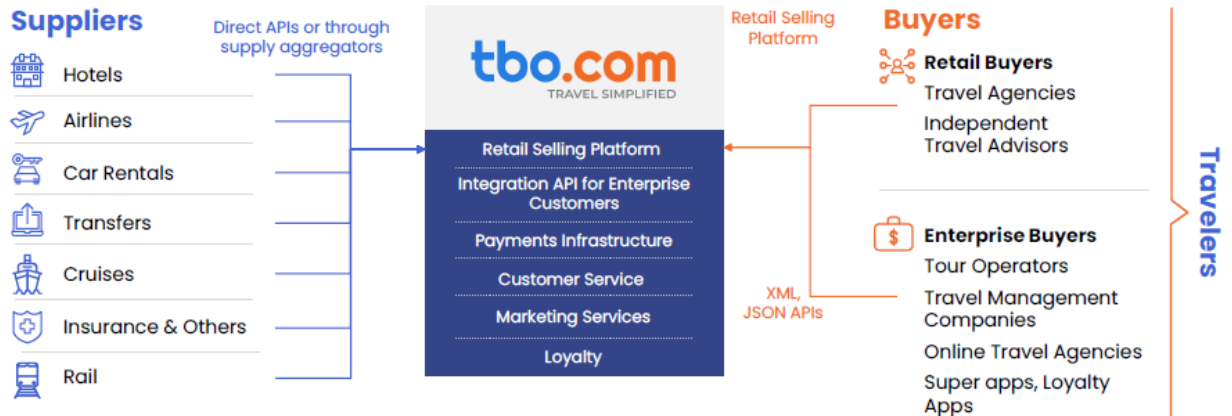 Suppliers
Direct APIs or through
supply aggregators
Hotels
Airlines
Car Rentals
Transfers
Cruises
Insurance & Others
Rail
tbo.com
TRAVEL SIMPLIFIED
Retail Selling Platform
Integration API for Enterprise
Customers
Payments Infrastructure
Customer Service
Marketing Services
Loyalty
Retail Selling
Platform
XML,
JSON APIs
Buyers
Retail Buyers
Travel Agencies
Independent
Travel Advisors
$
Enterprise Buyers
Tour Operators
Travel Management
Companies
Online Travel Agencies
Super apps, Loyalty
Apps
Travelers